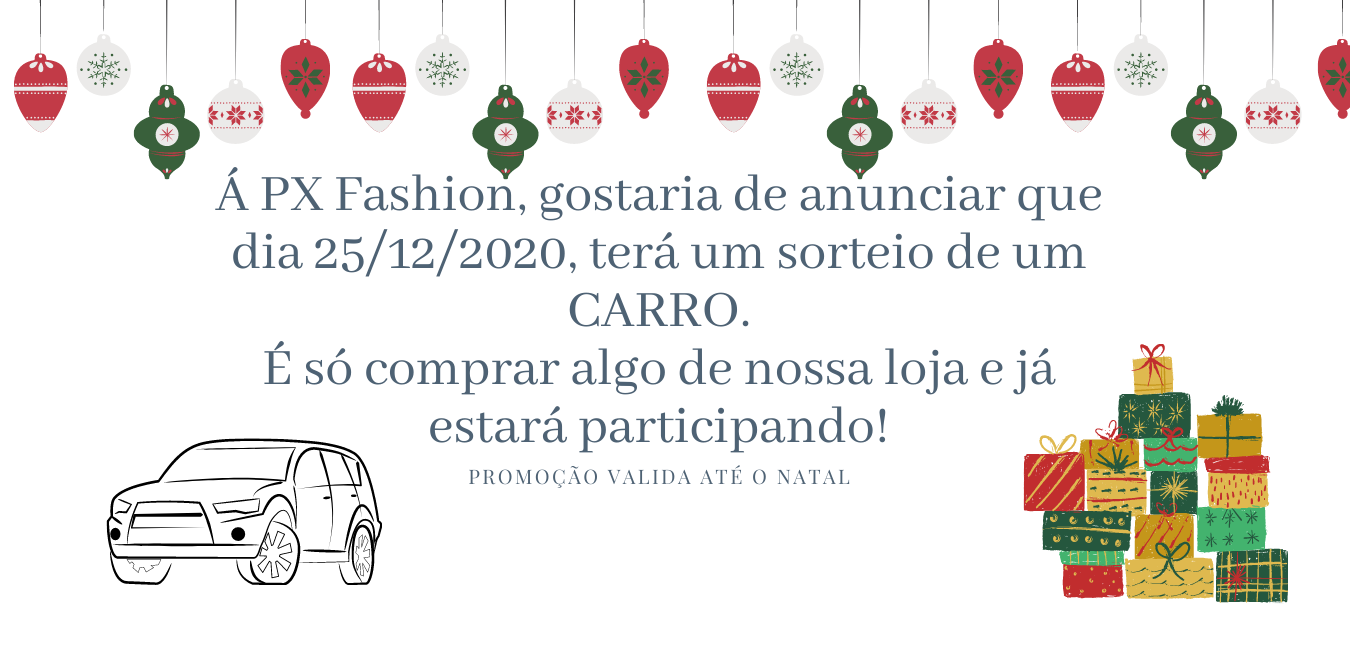 Á PX Fashion, gostaria de anunciar que
dia 25/12/2020, terá um sorteio de um
CARRO.
É só comprar algo de nossa loja e já
estará participando!
PROMOÇÃO VALIDA ATÉ O NATAL